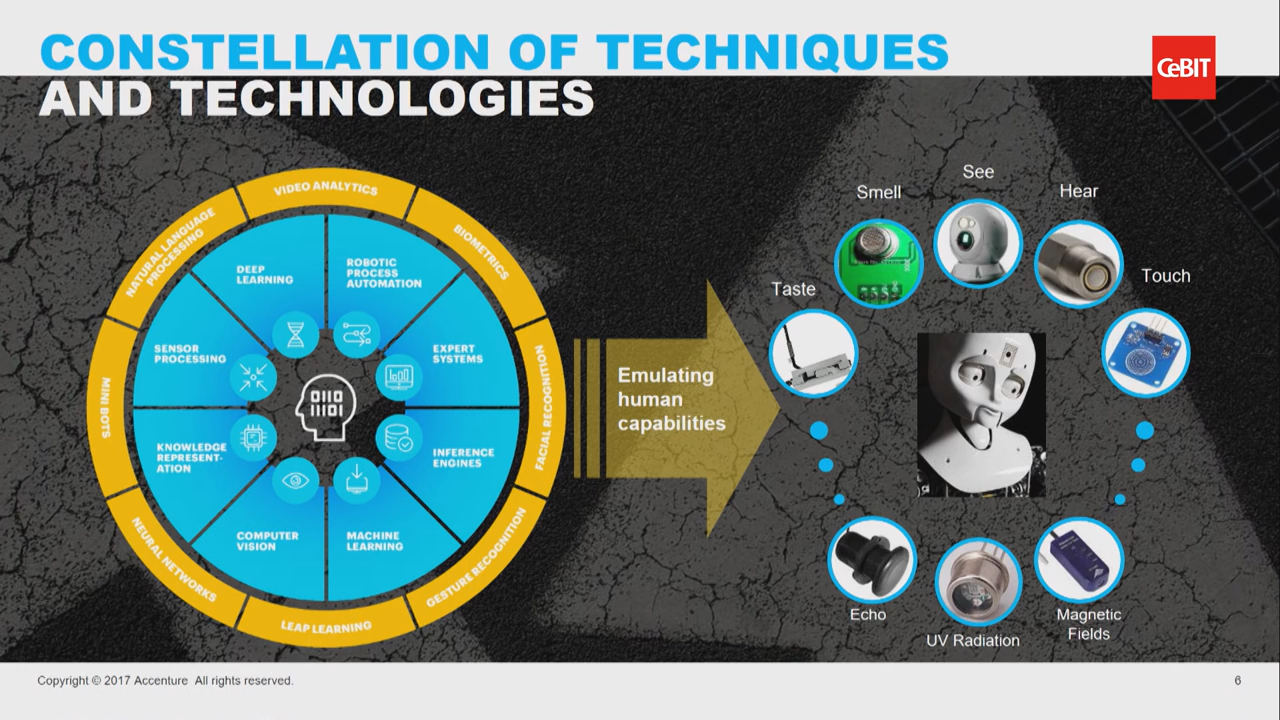 CONSTELLATION OF TECHNIQUES
AND TECHNOLOGIES
CeBIT
VIDEO ANALYTICS
BIOMETRICS
FACIAL RECOGNITION
GESTURE RECOGNITION
LEAP LEARNING
NEURAL NETWORKS
MINI BOTS
NATURAL LANGUAGE
PROCESSING
DEEP
LEARNING
ROBOTIC
PROCESS
AUTOMATION
EXPERT
SYSTEMS
INFERENCE
ENGINES
MACHINE
LEARNING
COMPUTER
VISION
KNOWLEDGE
REPRESENT-
ATION
SENSOR
PROCESSING
0110
11101
Emulating
human
capabilities
Taste
Smell
See
Hear
Touch
Echo
UV Radiation
Magnetic
Fields
Copyright © 2017 Accenture All rights reserved.
6